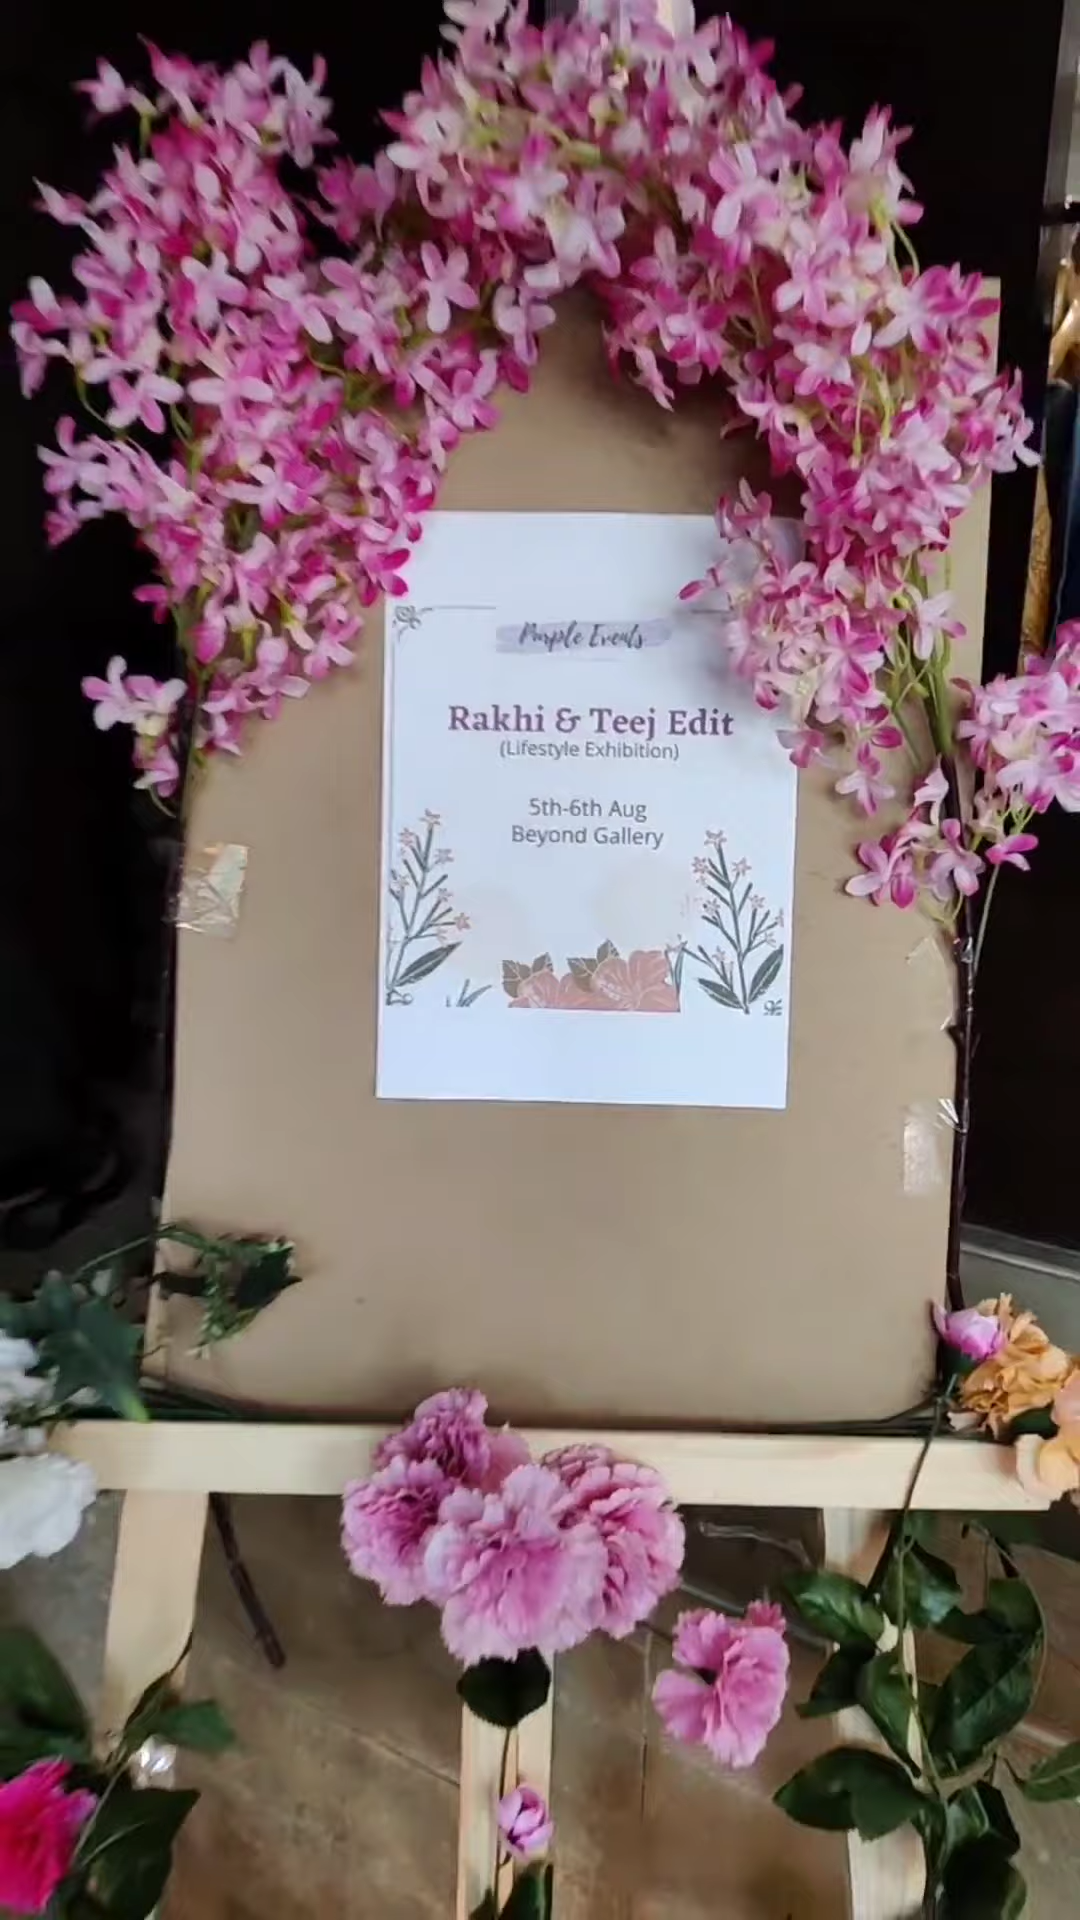 Purple Events
Rakhi & Teej Edit
(Lifestyle Exhibition)
5th-6th Aug
Beyond Gallery